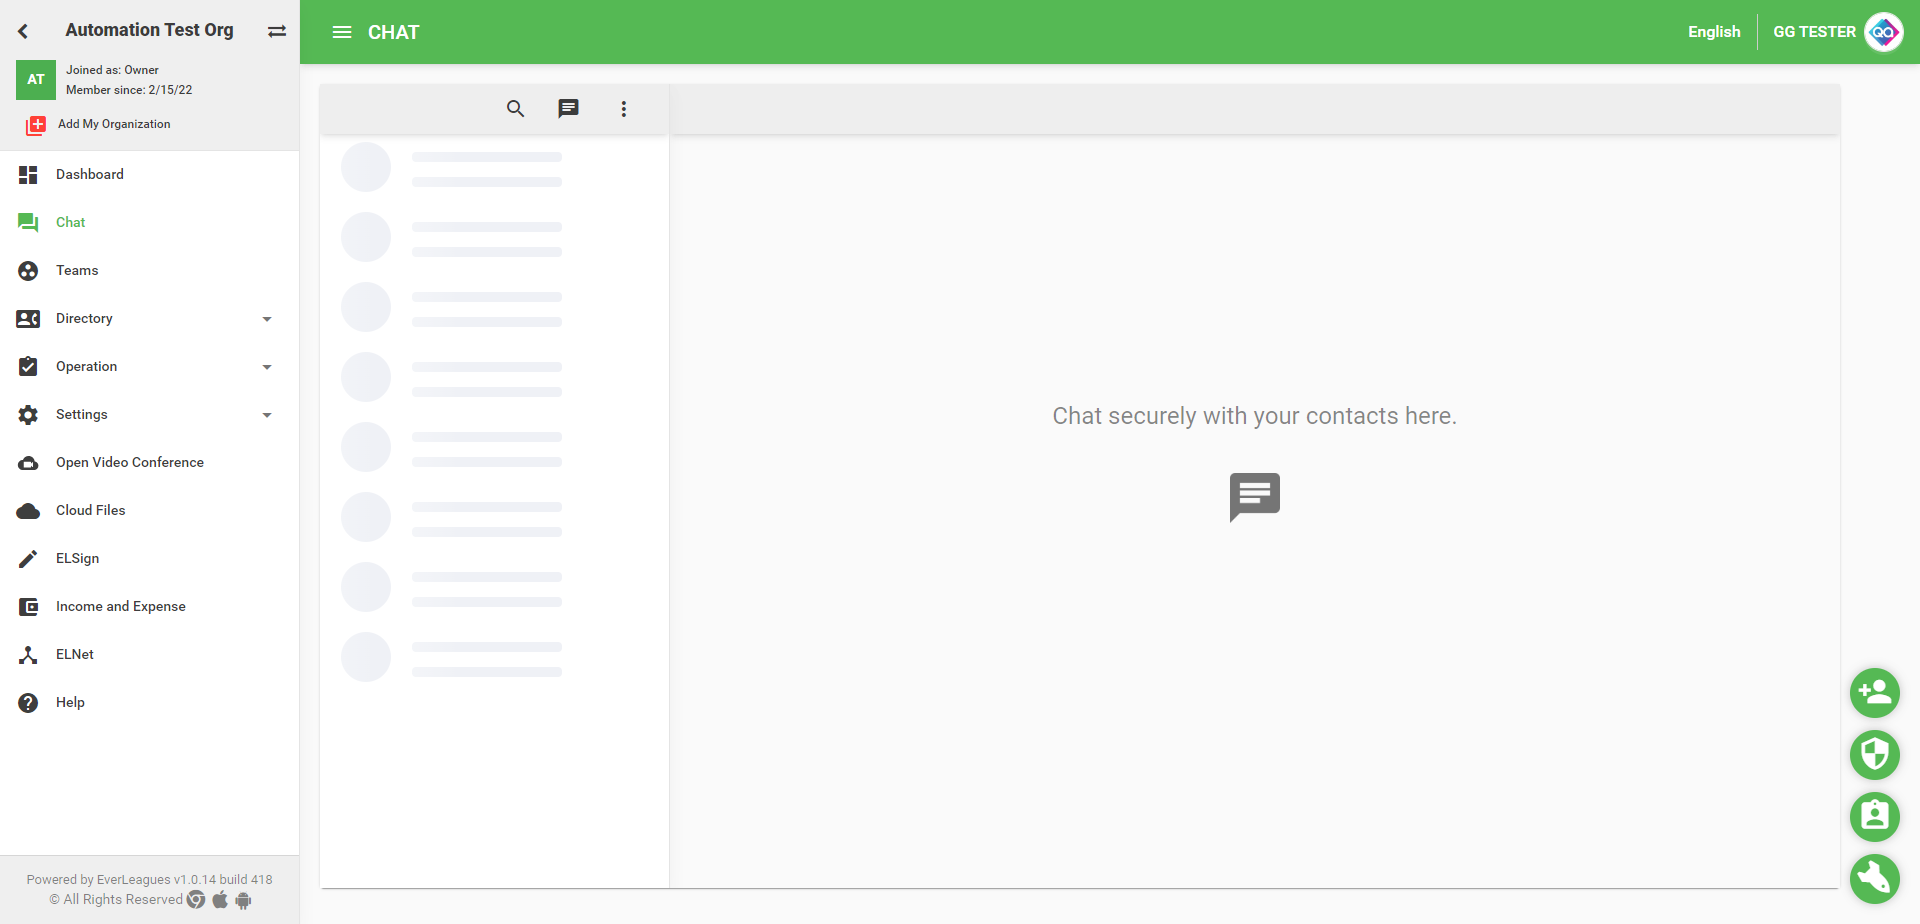 Automation Test Org
AT
Joined as: Owner
Member since: 2/15/22
Add My Organization
Dashboard
Chat
Teams
Directory
Operation
Settings
Open Video Conference
Cloud Files
ELSign
Income and Expense
ELNet
Help
Powered by EverLeagues v1.0.14 build 418
© All Rights Reserved
CHAT
English
GG TESTER
QA
Chat securely with your contacts here.